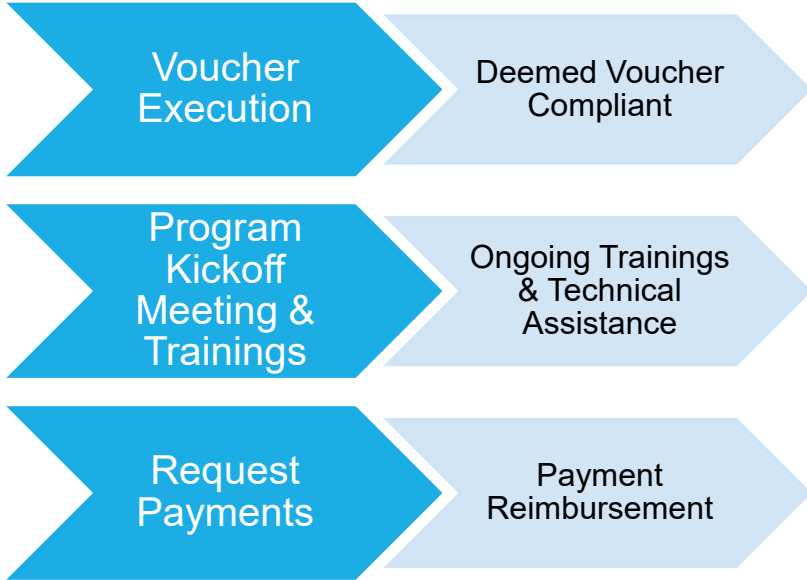 Voucher
Execution
Deemed Voucher
Compliant
Program
Kickoff
Meeting &
Trainings
Ongoing Trainings
& Technical
Assistance
Request
Payments
Payment
Reimbursement